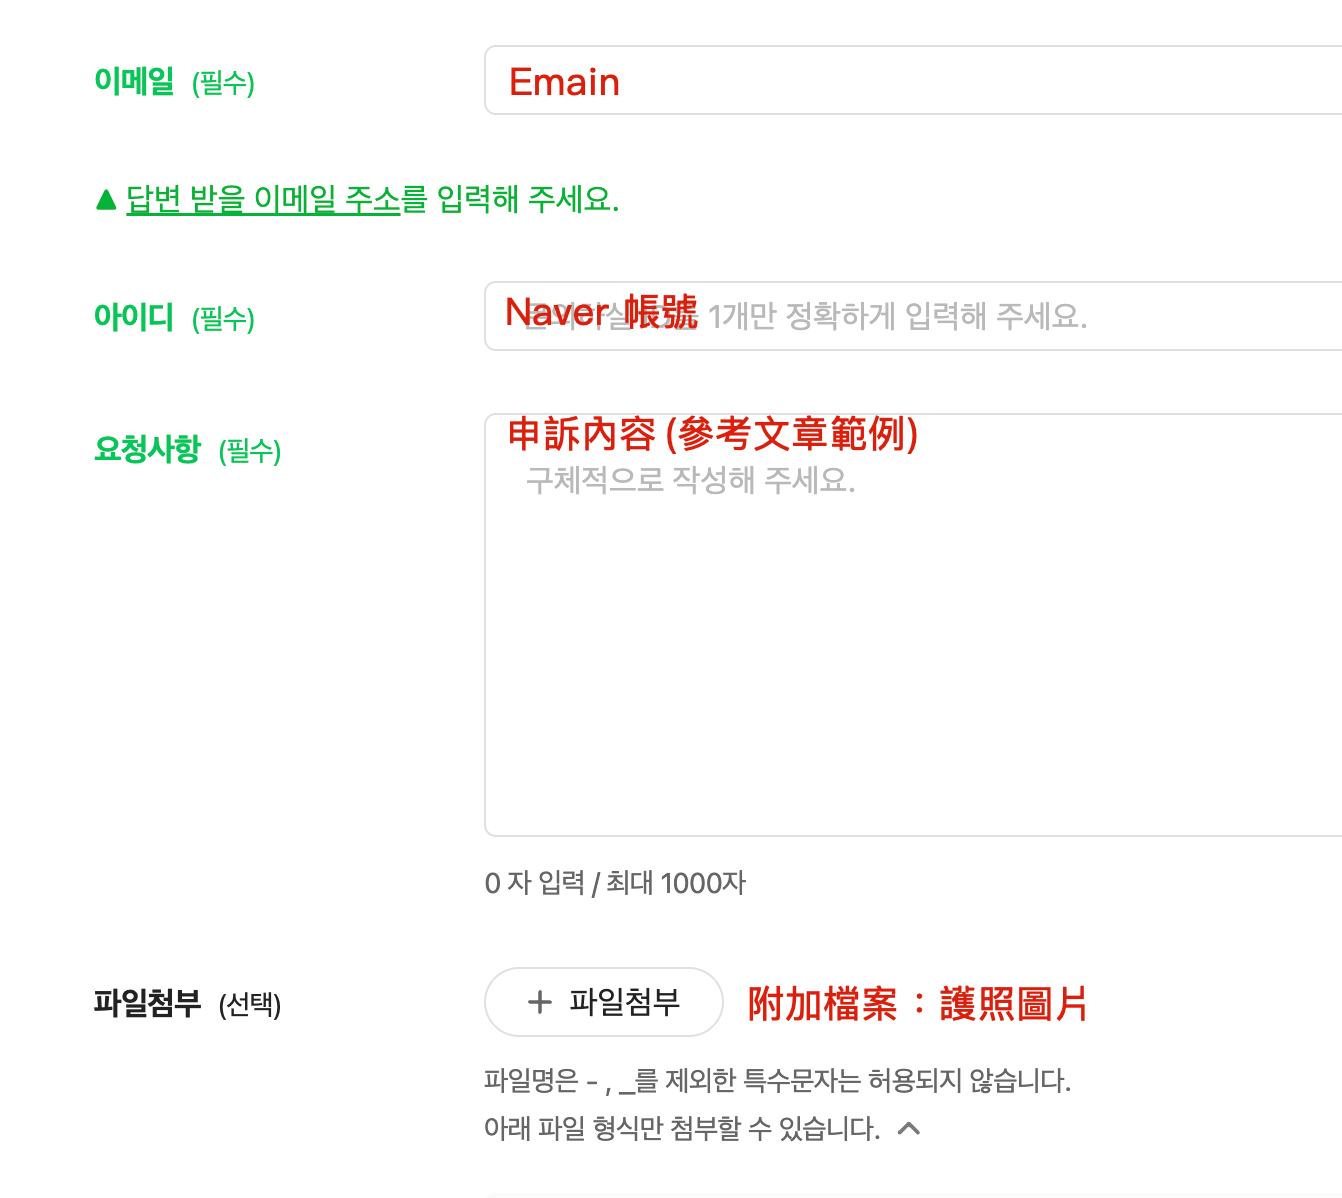 이메일 (필수)
Emain
▲ 답변 받을 이메일 주소를 입력해 주세요.
아이디 (필수)
Naver 帳號
1개만 정확하게 입력해 주세요.
요청사항 (필수)
申訴內容 (參考文章範例)
구체적으로 작성해 주세요.
0 자 입력 / 최대 1000자
파일첨부 (선택)
+ 파일첨부
附加檔案：護照圖片
파일명은 - , _를 제외한 특수문자는 허용되지 않습니다.
아래 파일 형식만 첨부할 수 있습니다.